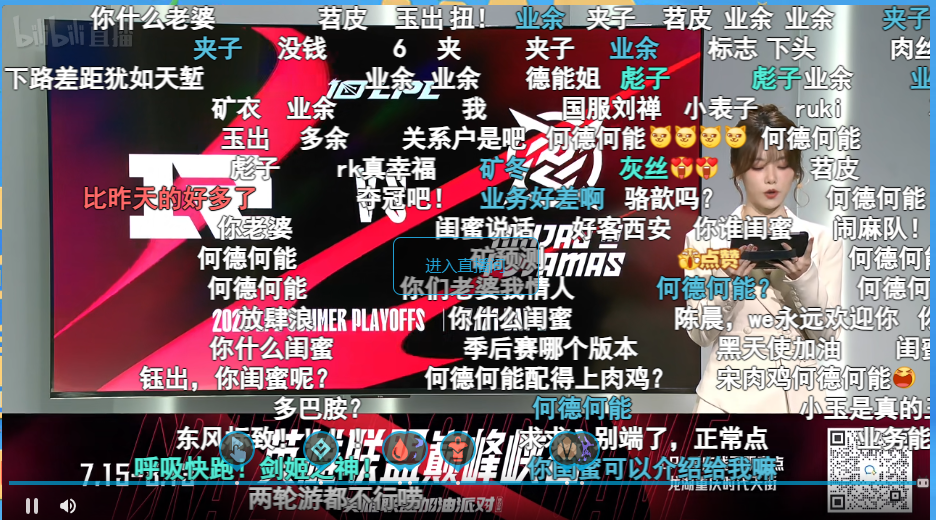 bilibili 直播
你什么老婆 苔皮 玉出 扭! 业余 夹子 苔皮 业余 业余 夹子
夹子 没钱 6 夹 夹子 业余 标志 下头 肉丝
下路差距犹如天堑 业余 业余 德能姐 彪子 彪子 业余
矿衣 业余 我 国服刘禅 小表子 ruki
玉出 多余 关系户是吧 何德何能 何德何能
彪子 rk真幸福 矿冬 灰丝 苔皮
比昨天的好多了 夺冠吧! 业务好差啊 骆歆吗? 何德何能
你老婆 闺蜜说话 好客西安 你谁闺蜜 闹麻队!
何德何能 点赞 何德何
进入直播间
何德何能 你们老婆我情人 何德何能? 何德何
放肆浪 你什么闺蜜 陈晨，we永远欢迎你
你什么闺蜜 季后赛哪个版本 黑天使加油 闺蜜
钰出，你闺蜜呢? 何德何能配得上肉鸡? 宋肉鸡何德何能
多巴胺? 何德何能 小玉是真的
别端了，正常点 业务能
呼吸快跑! 剑姬之神! 你闺蜜可以介绍给我嘛
两轮游都不行喽